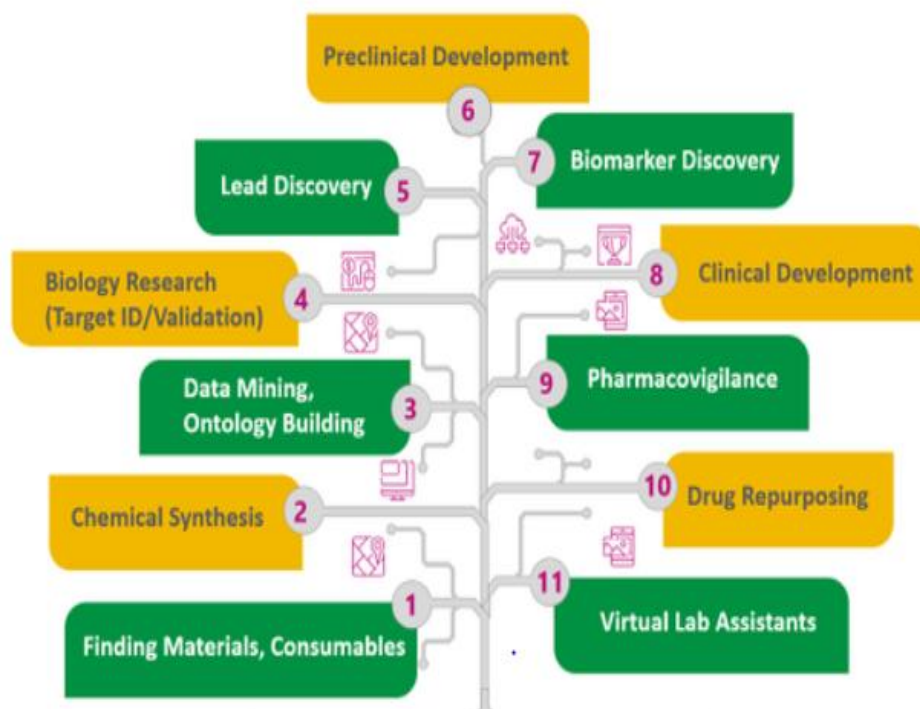 Preclinical Development
6
7
Biomarker Discovery
Lead Discovery
5
8
Clinical Development
Biology Research
(Target ID/Validation)
4
9
Pharmacovigilance
Data Mining,
Ontology Building
3
10
Drug Repurposing
Chemical Synthesis
2
11
Virtual Lab Assistants
1
Finding Materials, Consumables